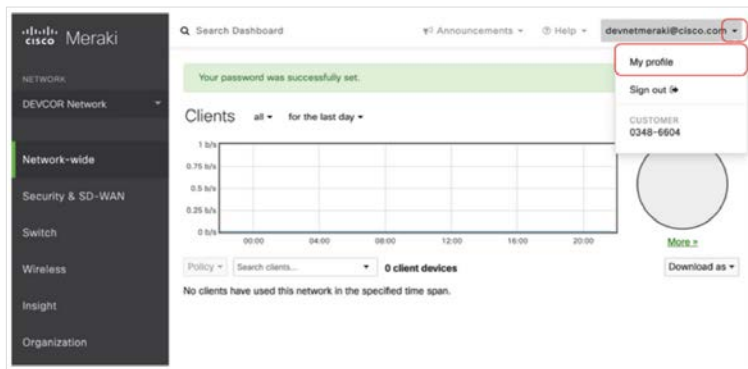 cisco Meraki
NETWORK
DEVCOR Network
Network-wide
Security & SD-WAN
Switch
Wireless
Insight
Organization
Search Dashboard
Announcements
Help
devnetmeraki@cisco.com
My profile
Sign out
CUSTOMER
0348-6604
Your password was successfully set.
Clients all for the last day
1 b/s
0.75 b/s
0.5 b/s
0.25 b/s
0 b/s
00:00 04:00 08:00 12:00 16:00 20:00
More »
Policy Search clients... 0 client devices Download as
No clients have used this network in the specified time span.